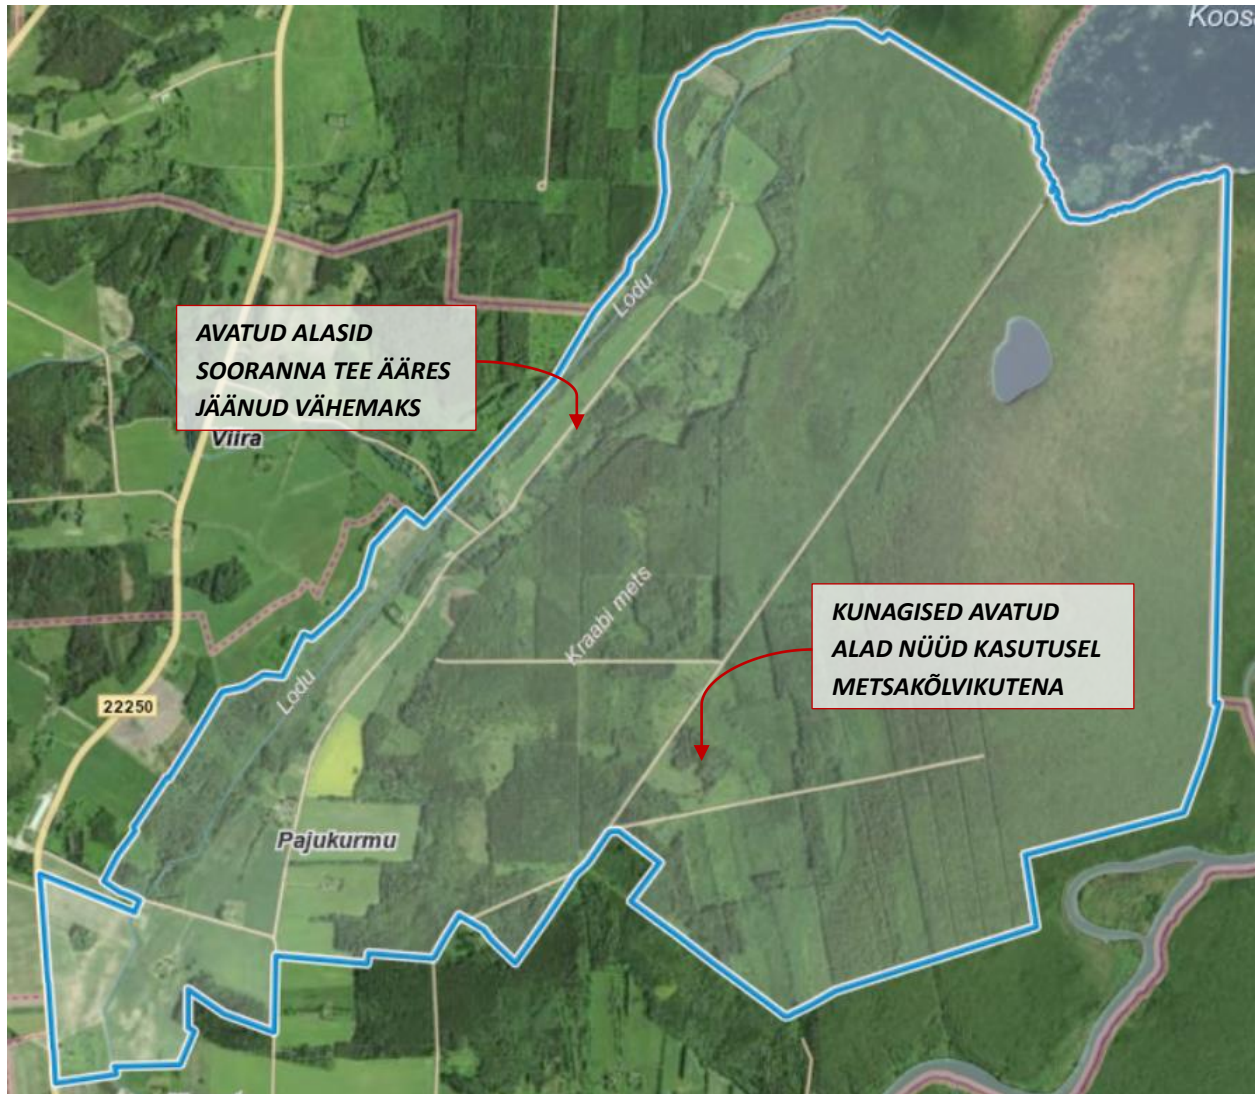 Koos
Lodu
AVATUD ALASID
SOORANNA TEE ÄÄRES
JÄÄNUD VÄHEMAKS
Viira
Kraabi mets
KUNAGISED AVATUD
ALAD NÜÜD KASUTUSEL
METSAKÕLVIKUTENA
Lodu
22250
Pajukurmu